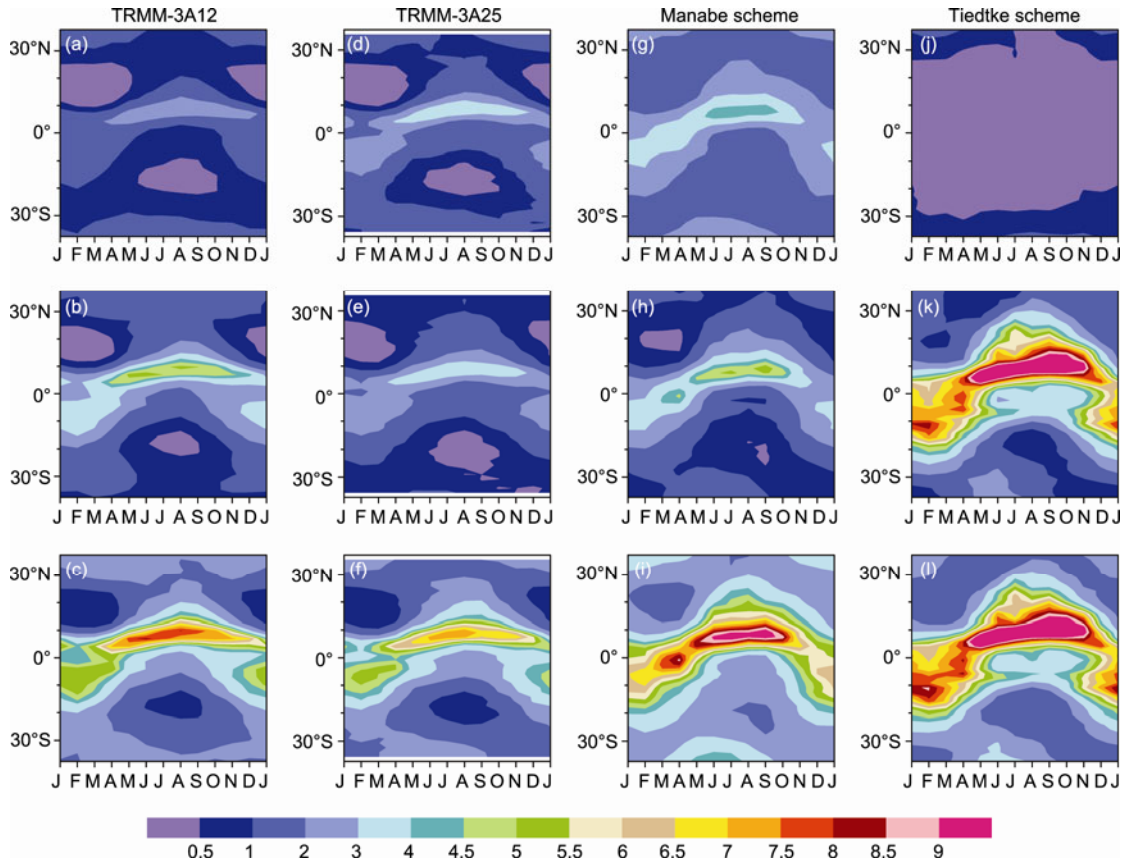 TRMM-3A12 TRMM-3A25 Manabe scheme Tiedtke scheme
30°N (a) 30°N (d) 30°N (g) 30°N (j)
0° 0° 0° 0°
30°S 30°S 30°S 30°S
J F M A M J J A S O N D J J F M A M J J A S O N D J J F M A M J J A S O N D J J F M A M J J A S O N D J
30°N (b) 30°N (e) 30°N (h) 30°N (k)
0° 0° 0° 0°
30°S 30°S 30°S 30°S
J F M A M J J A S O N D J J F M A M J J A S O N D J J F M A M J J A S O N D J J F M A M J J A S O N D J
30°N (c) 30°N (f) 30°N (i) 30°N (l)
0° 0° 0° 0°
30°S 30°S 30°S 30°S
J F M A M J J A S O N D J J F M A M J J A S O N D J J F M A M J J A S O N D J J F M A M J J A S O N D J
0.5 1 2 3 4 4.5 5 5.5 6 6.5 7 7.5 8 8.5 9